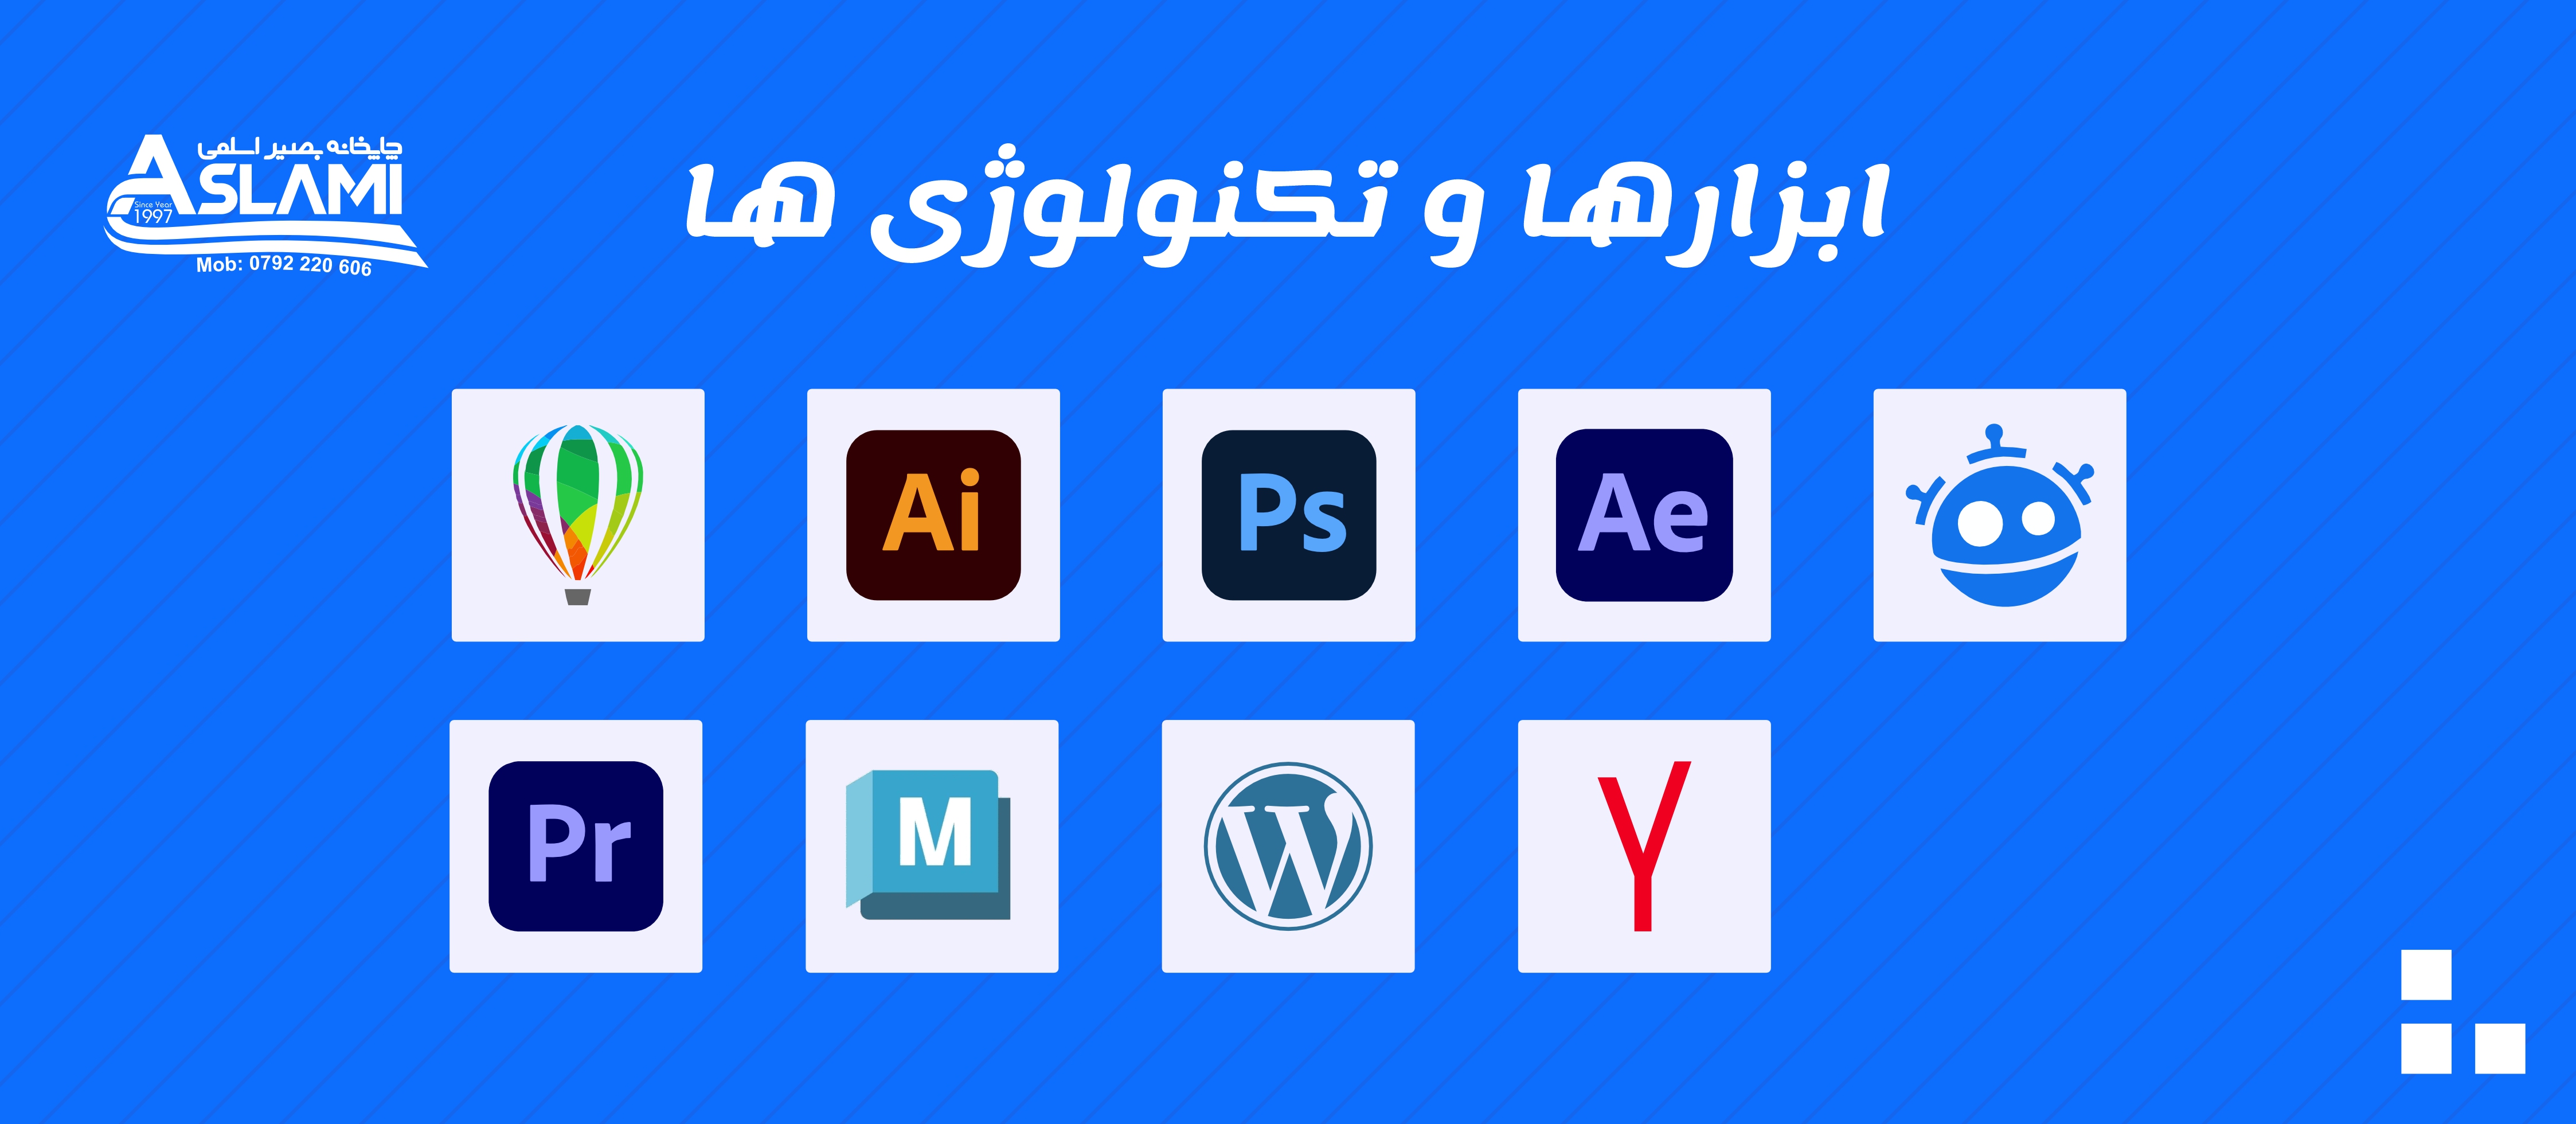 چاپخانه بصیر اسلمی
ASLAMI
Since Year
1997
Mob: 0792 220 606
ابزارها و تکنولوژی ها
Ai
Ps
Ae
Pr
M
W
Y